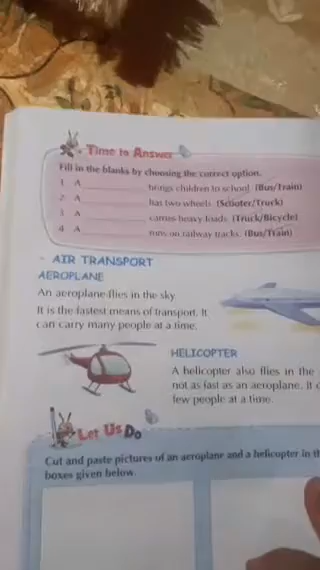 Time to Answer
Fill in the blanks by choosing the correct option.
1. A __________ brings children to school. (Bus/Train)
2. A __________ has two wheels. (Scooter/Truck)
3. A __________ carries heavy loads. (Truck/Bicycle)
4. A __________ runs on railway tracks. (Bus/Train)
AIR TRANSPORT
AEROPLANE
An aeroplane flies in the sky.
It is the fastest means of transport. It
can carry many people at a time.
HELICOPTER
A helicopter also flies in the
not as fast as an aeroplane. It
few people at a time.
Let Us Do
Cut and paste pictures of an aeroplane and a helicopter in
boxes given below.